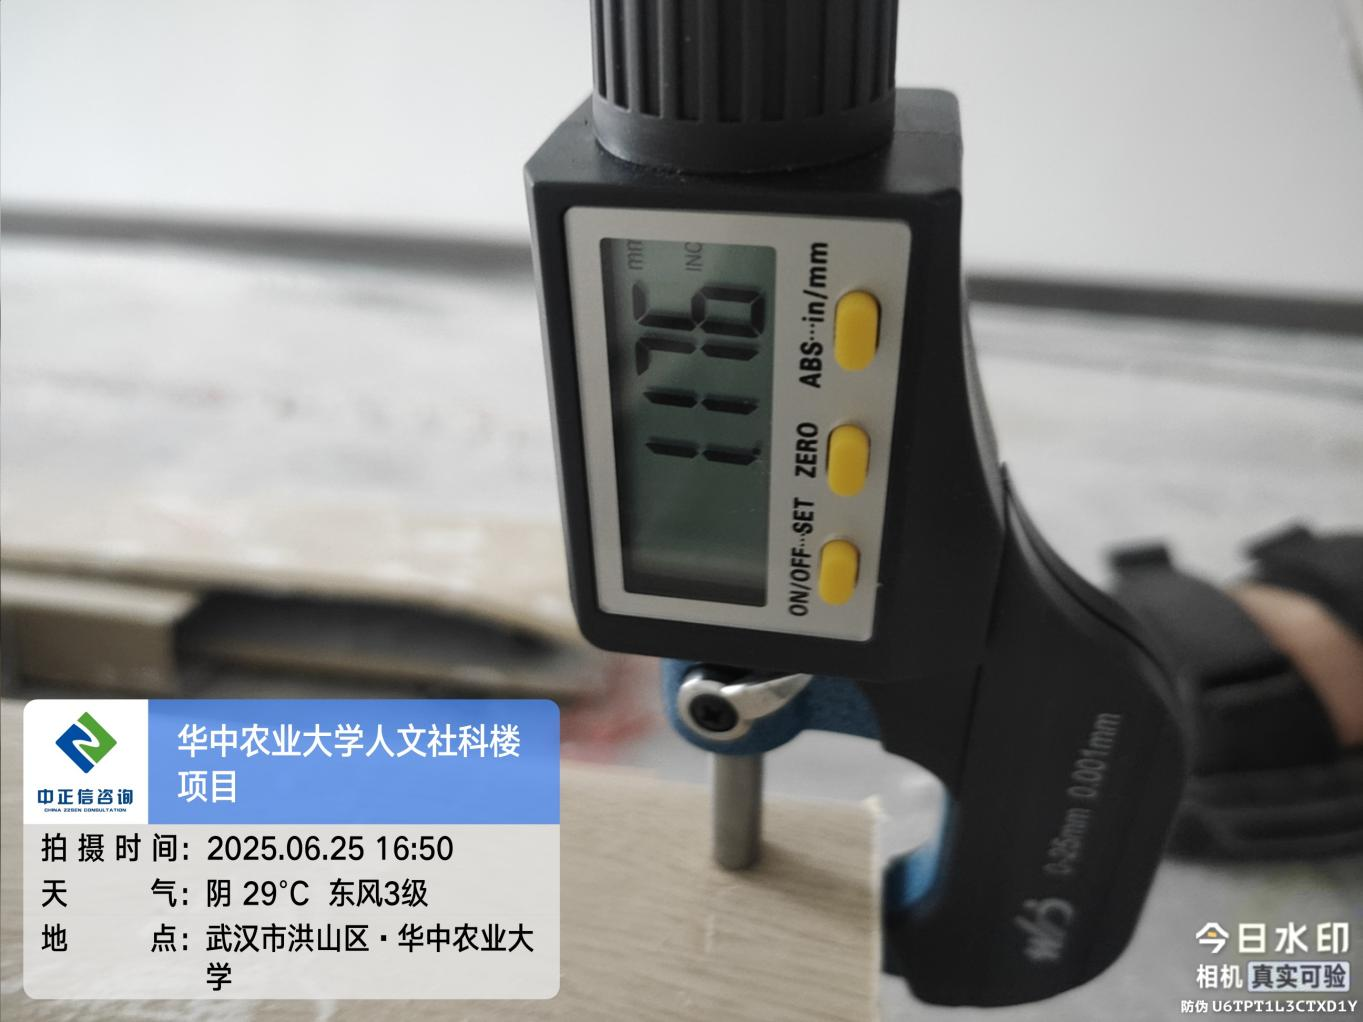 mm
INC
1.176
ABS···in/mm
ZERO
ON/OFF···SET
0-25mm 0.001mm
中正信咨询
CHINA ZZSEN CONSULTATION
华中农业大学人文社科楼
项目
拍摄时间：2025.06.25 16:50
天气：阴 29℃ 东风3级
地点：武汉市洪山区·华中农业大
学
今日水印
相机 真实可验
防伪 U6TPT1L3CTXD1Y